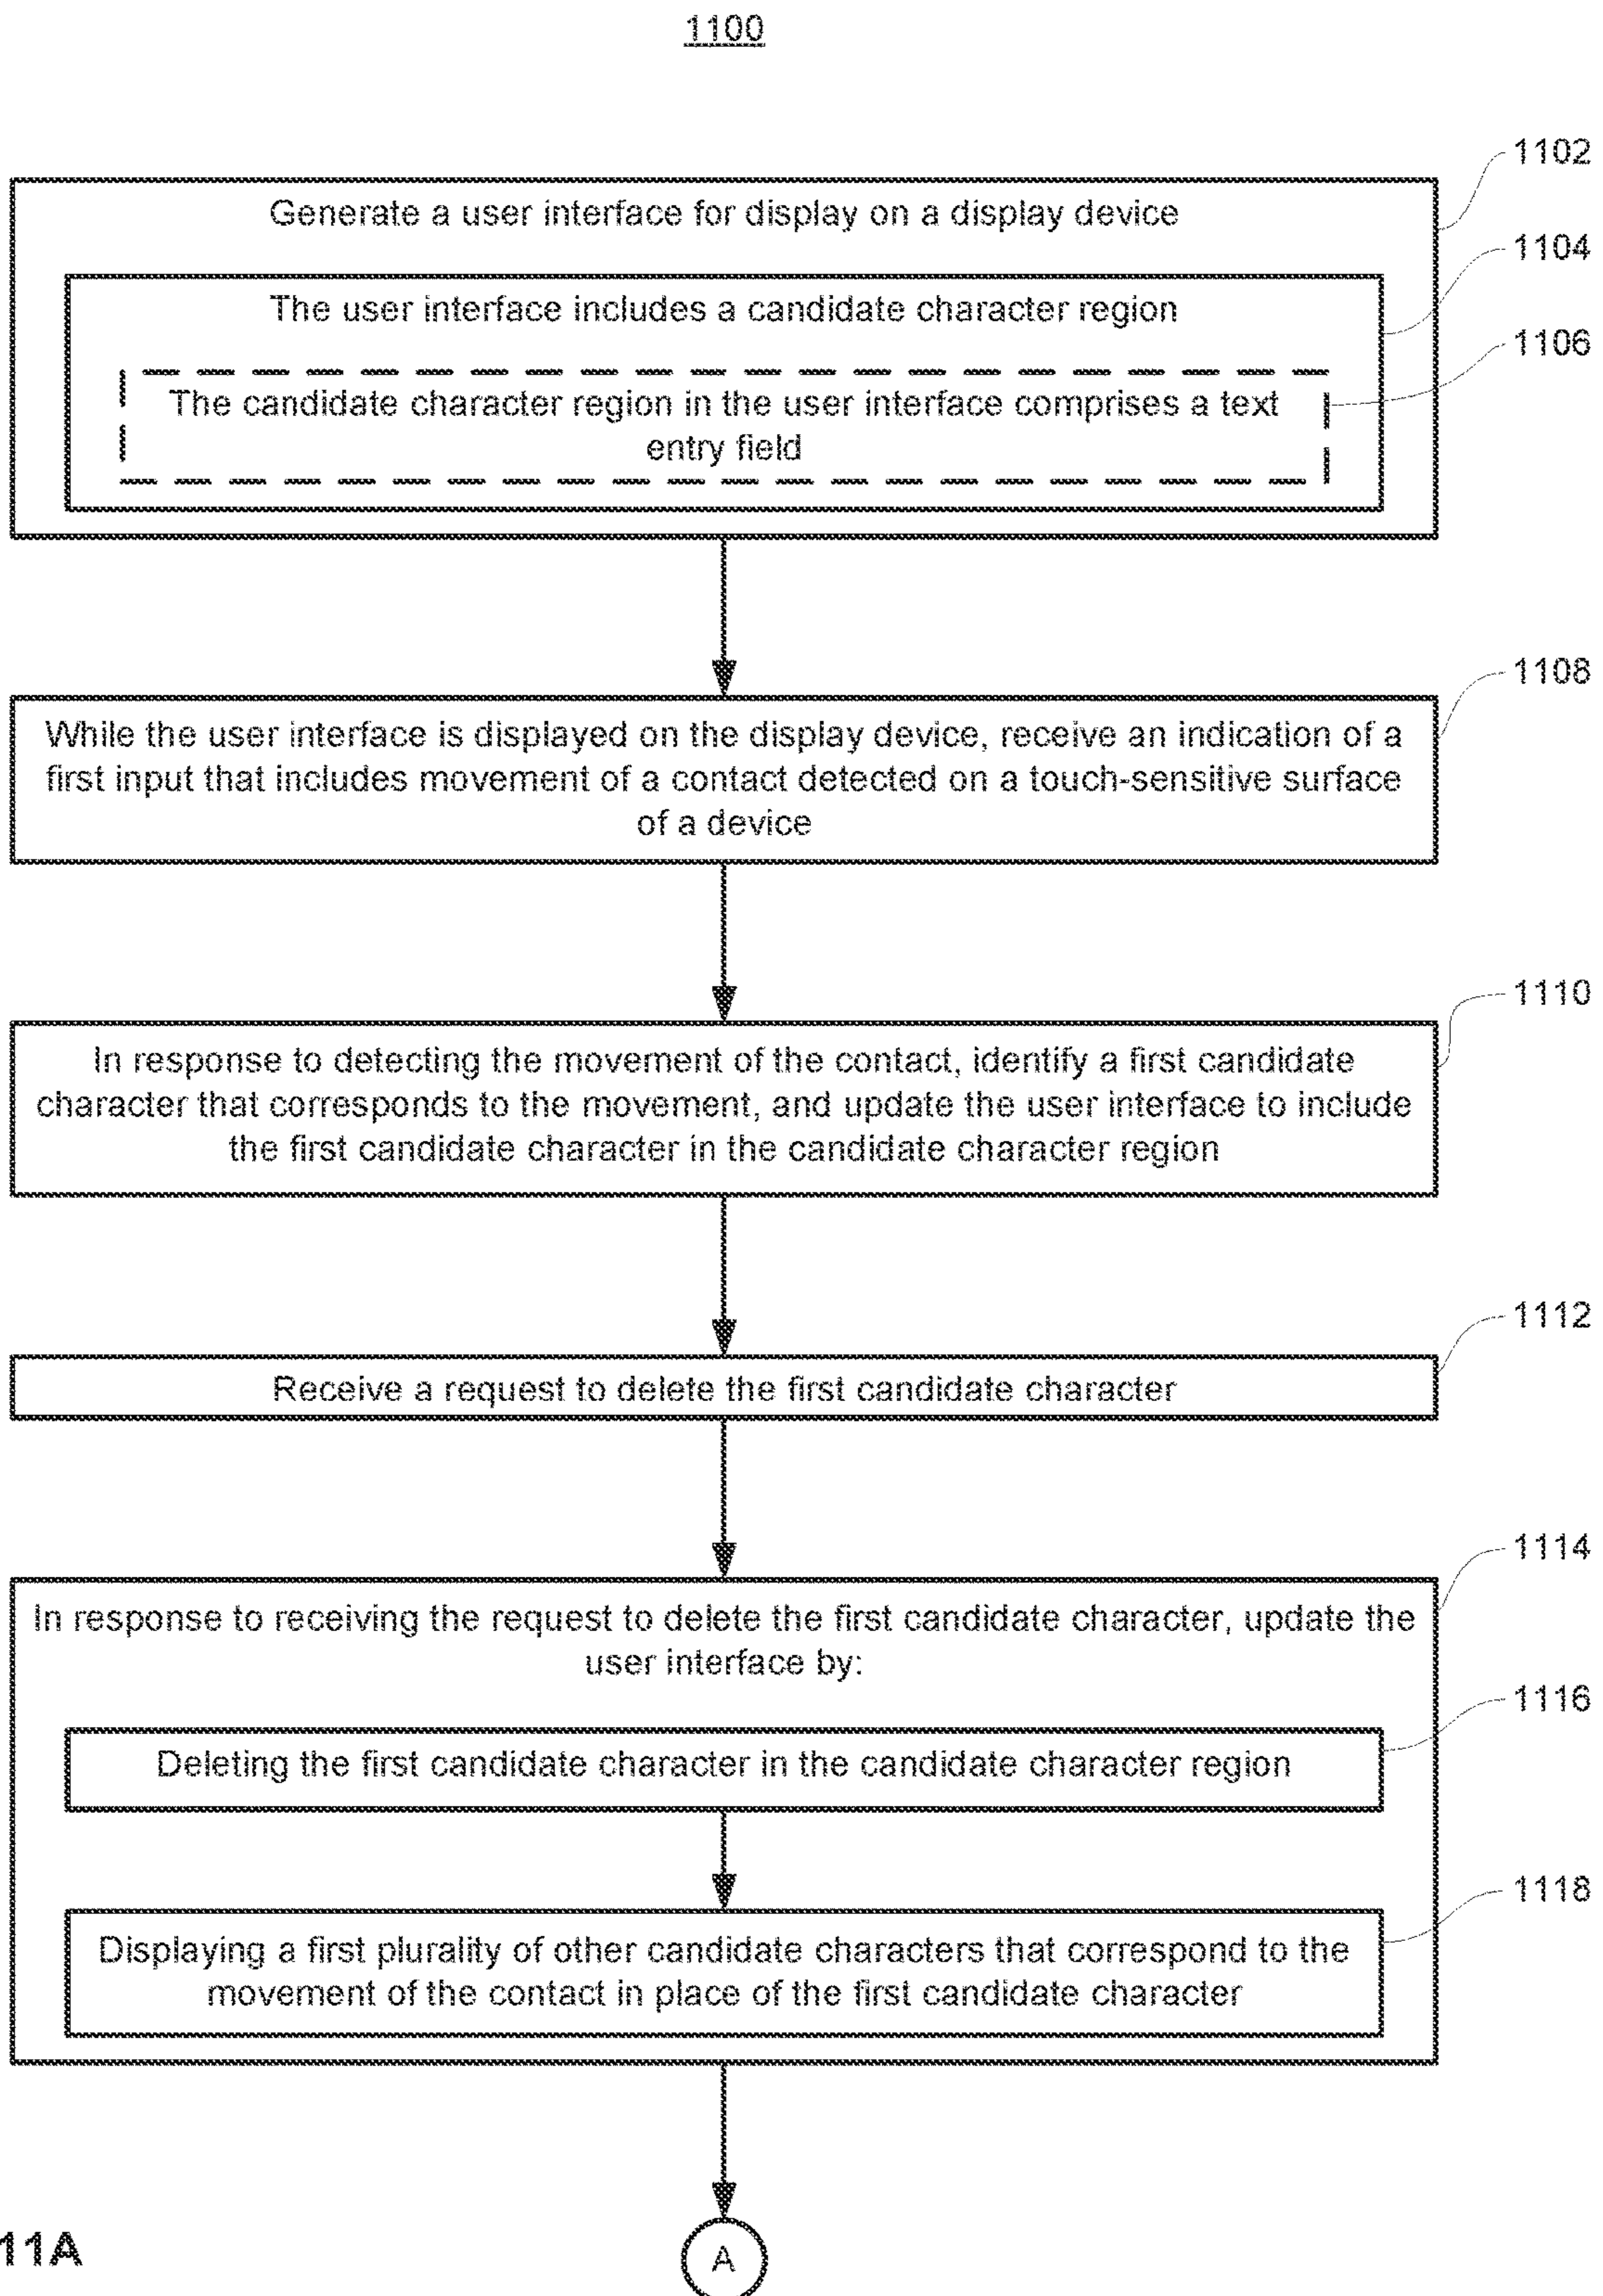 1100
1102
Generate a user interface for display on a display device
1104
The user interface includes a candidate character region
1106
The candidate character region in the user interface comprises a text
entry field
1108
While the user interface is displayed on the display device, receive an indication of a
first input that includes movement of a contact detected on a touch-sensitive surface
of a device
1110
In response to detecting the movement of the contact, identify a first candidate
character that corresponds to the movement, and update the user interface to include
the first candidate character in the candidate character region
1112
Receive a request to delete the first candidate character
1114
In response to receiving the request to delete the first candidate character, update the
user interface by:
1116
Deleting the first candidate character in the candidate character region
1118
Displaying a first plurality of other candidate characters that correspond to the
movement of the contact in place of the first candidate character
11A
A